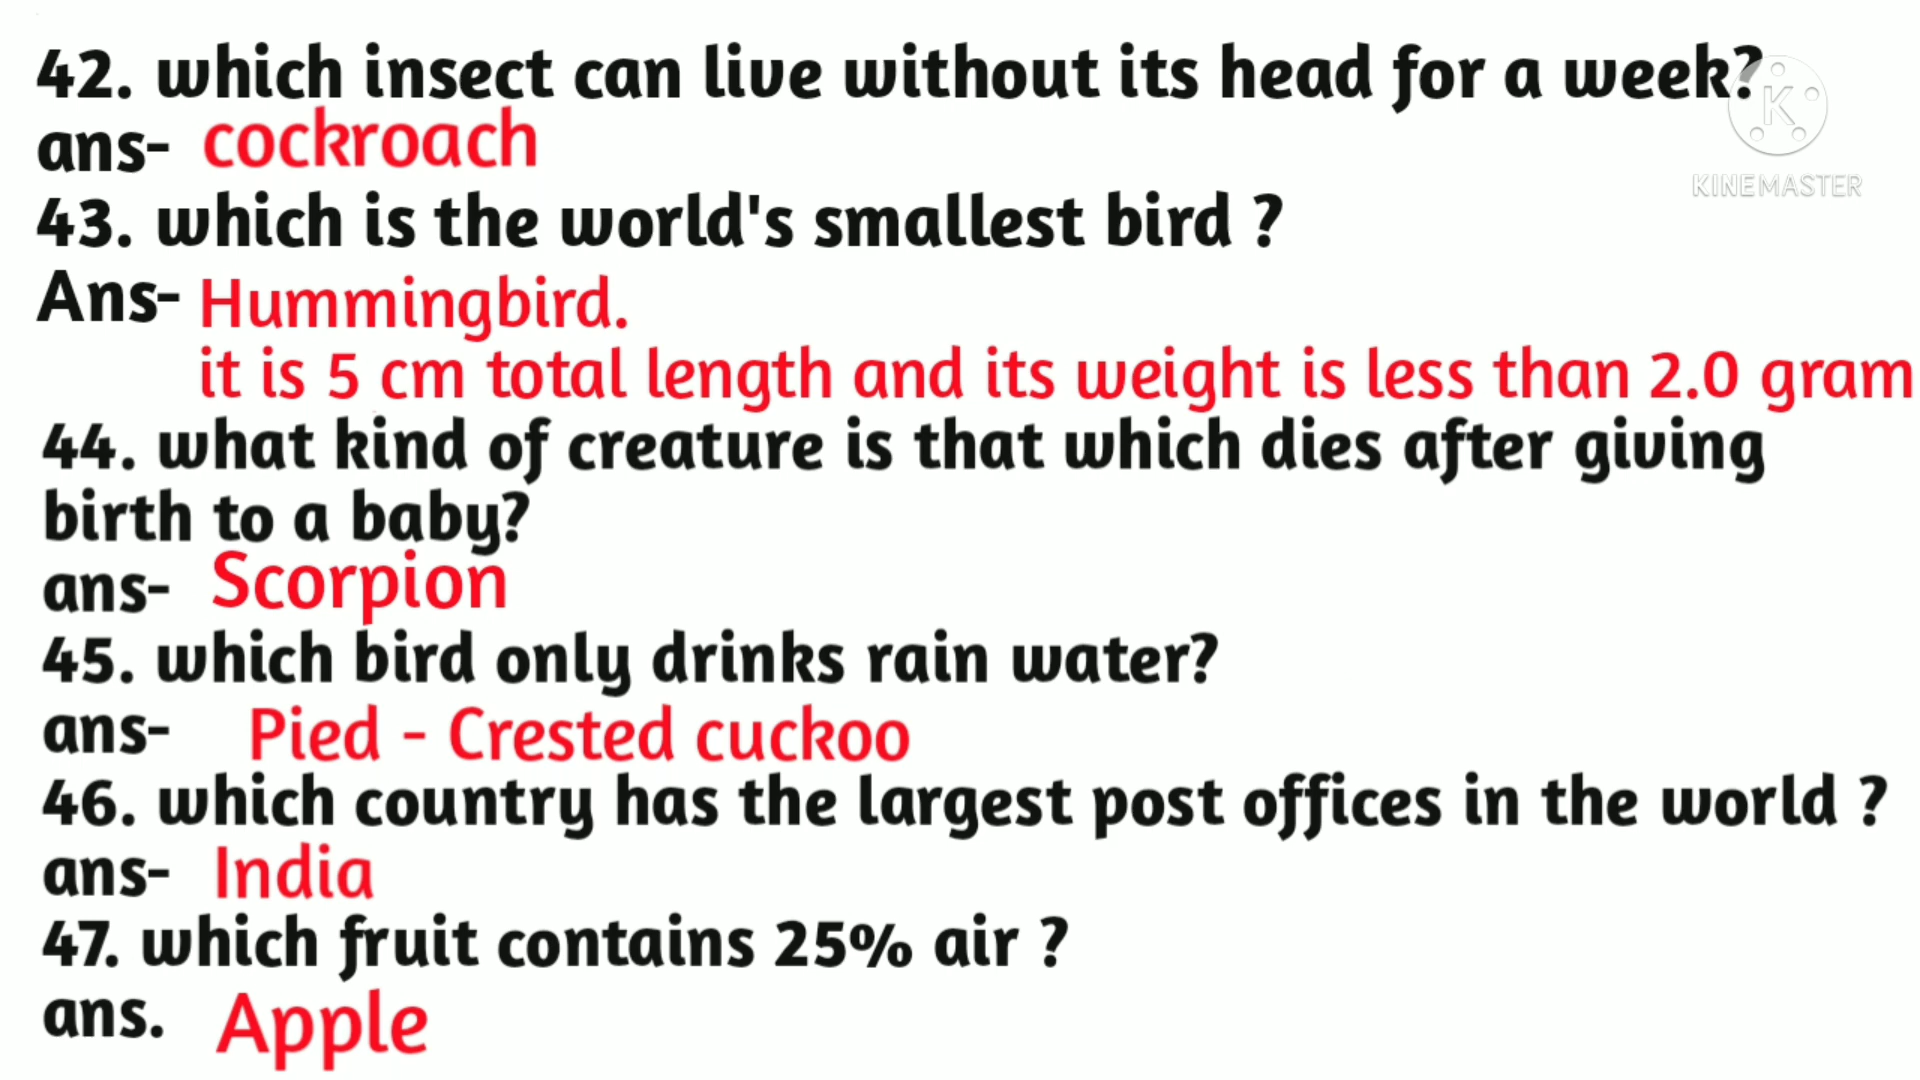 42. which insect can live without its head for a week?
ans- cockroach
KINEMASTER
43. which is the world's smallest bird ?
Ans- Hummingbird.
it is 5 cm total length and its weight is less than 2.0 gram
44. what kind of creature is that which dies after giving
birth to a baby?
ans- Scorpion
45. which bird only drinks rain water?
ans- Pied - Crested cuckoo
46. which country has the largest post offices in the world ?
ans- India
47. which fruit contains 25% air ?
ans. Apple